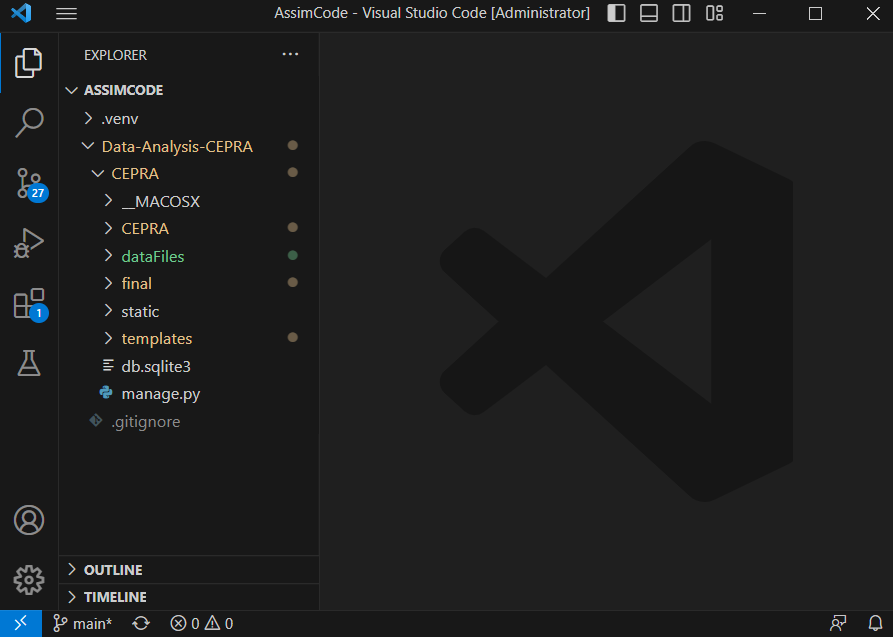 AssimCode - Visual Studio Code [Administrator]
EXPLORER
ASSIMCODE
.venv
Data-Analysis-CEPRA
CEPRA
__MACOSX
CEPRA
dataFiles
final
static
templates
db.sqlite3
manage.py
.gitignore
27
1
OUTLINE
TIMELINE
main* 0 0